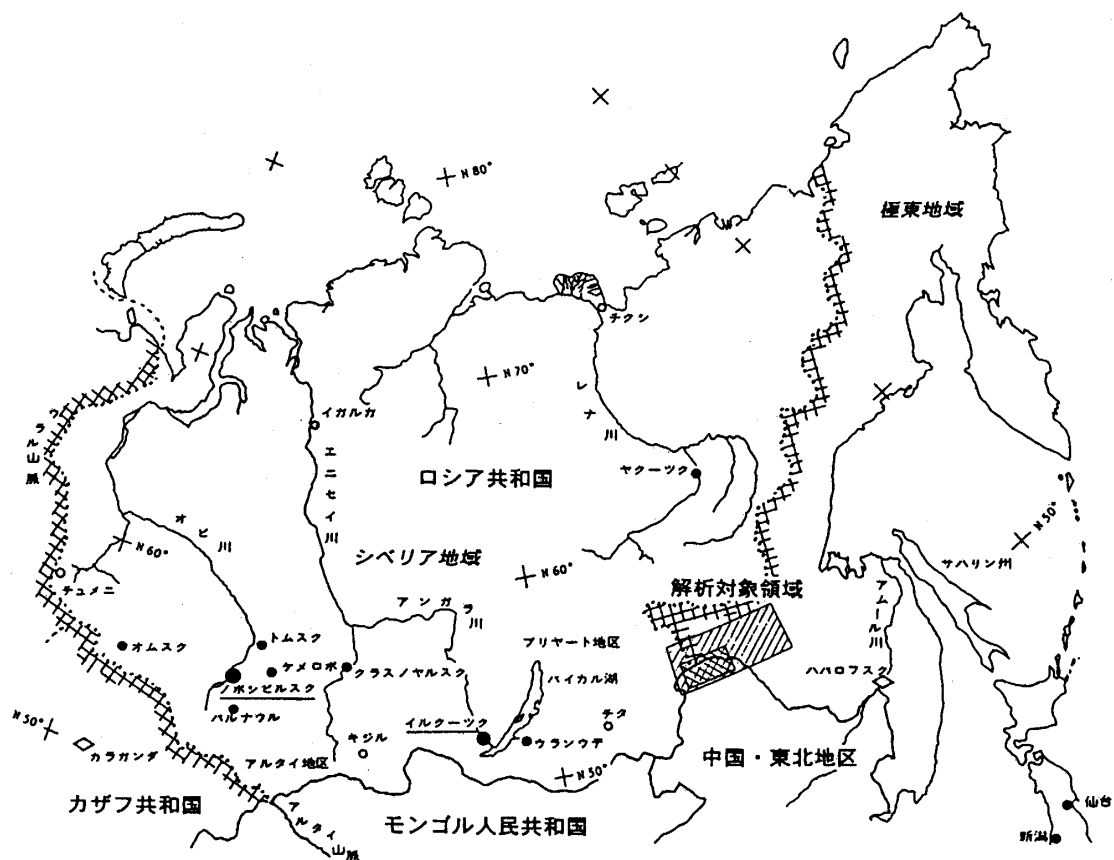 N80°
極東地域
チクシ
N70°
レナ川
イガルカ
ウラル山脈
エニセイ川
ロシア共和国
ヤクーツク
オビ川
N60°
シベリア地域
N60°
N50°
サハリン州
チュメニ
解析対象領域
アムール川
アンガラ川
オムスク
トムスク
ブリヤート地区
ケメロボ
クラスノヤルスク
ハバロフスク
ノボシビルスク
バイカル湖
バルナウル
イルクーツク
チタ
N50°
キジル
ウランウデ
カラガンダ
アルタイ地区
中国・東北地区
N50°
カザフ共和国
アルタイ山脈
モンゴル人民共和国
仙台
新潟